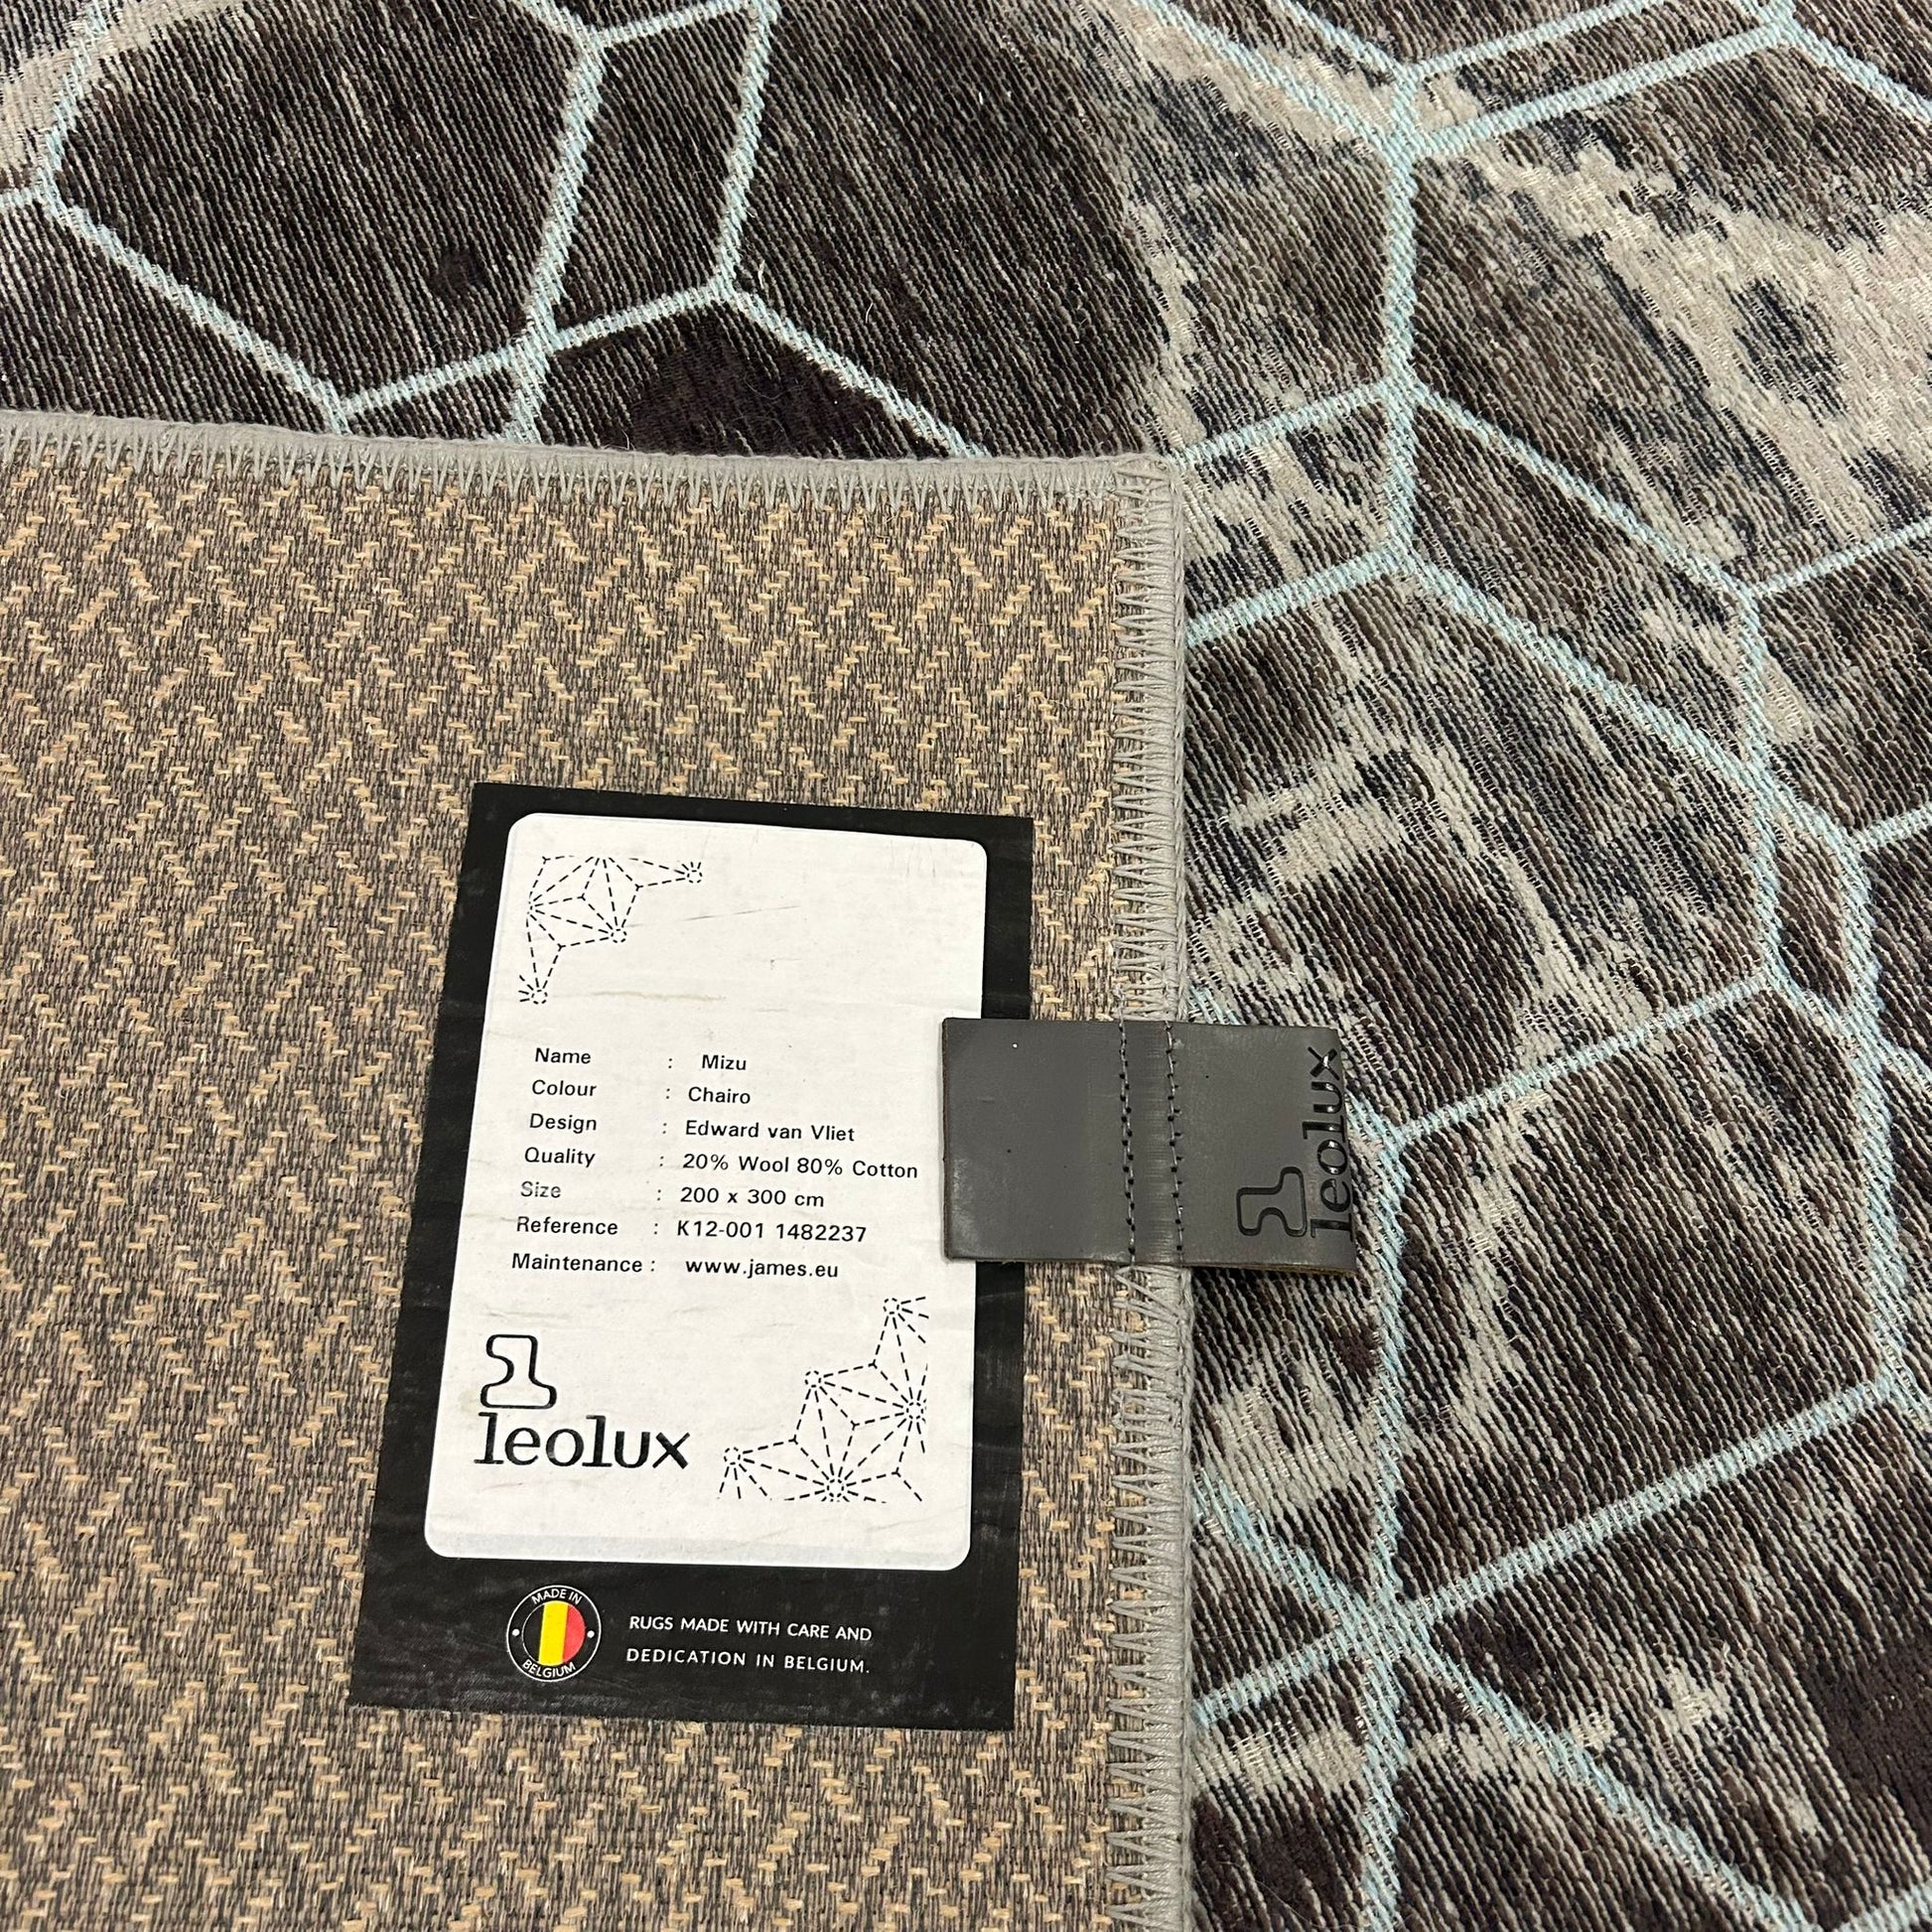 Name : Mizu
Colour : Chairo
Design : Edward van Vliet
Quality : 20% Wool 80% Cotton
Size : 200 x 300 cm
Reference : K12-001 1482237
Maintenance : www.james.eu
leolux
leolux
MADE IN
BELGIUM
RUGS MADE WITH CARE AND
DEDICATION IN BELGIUM.